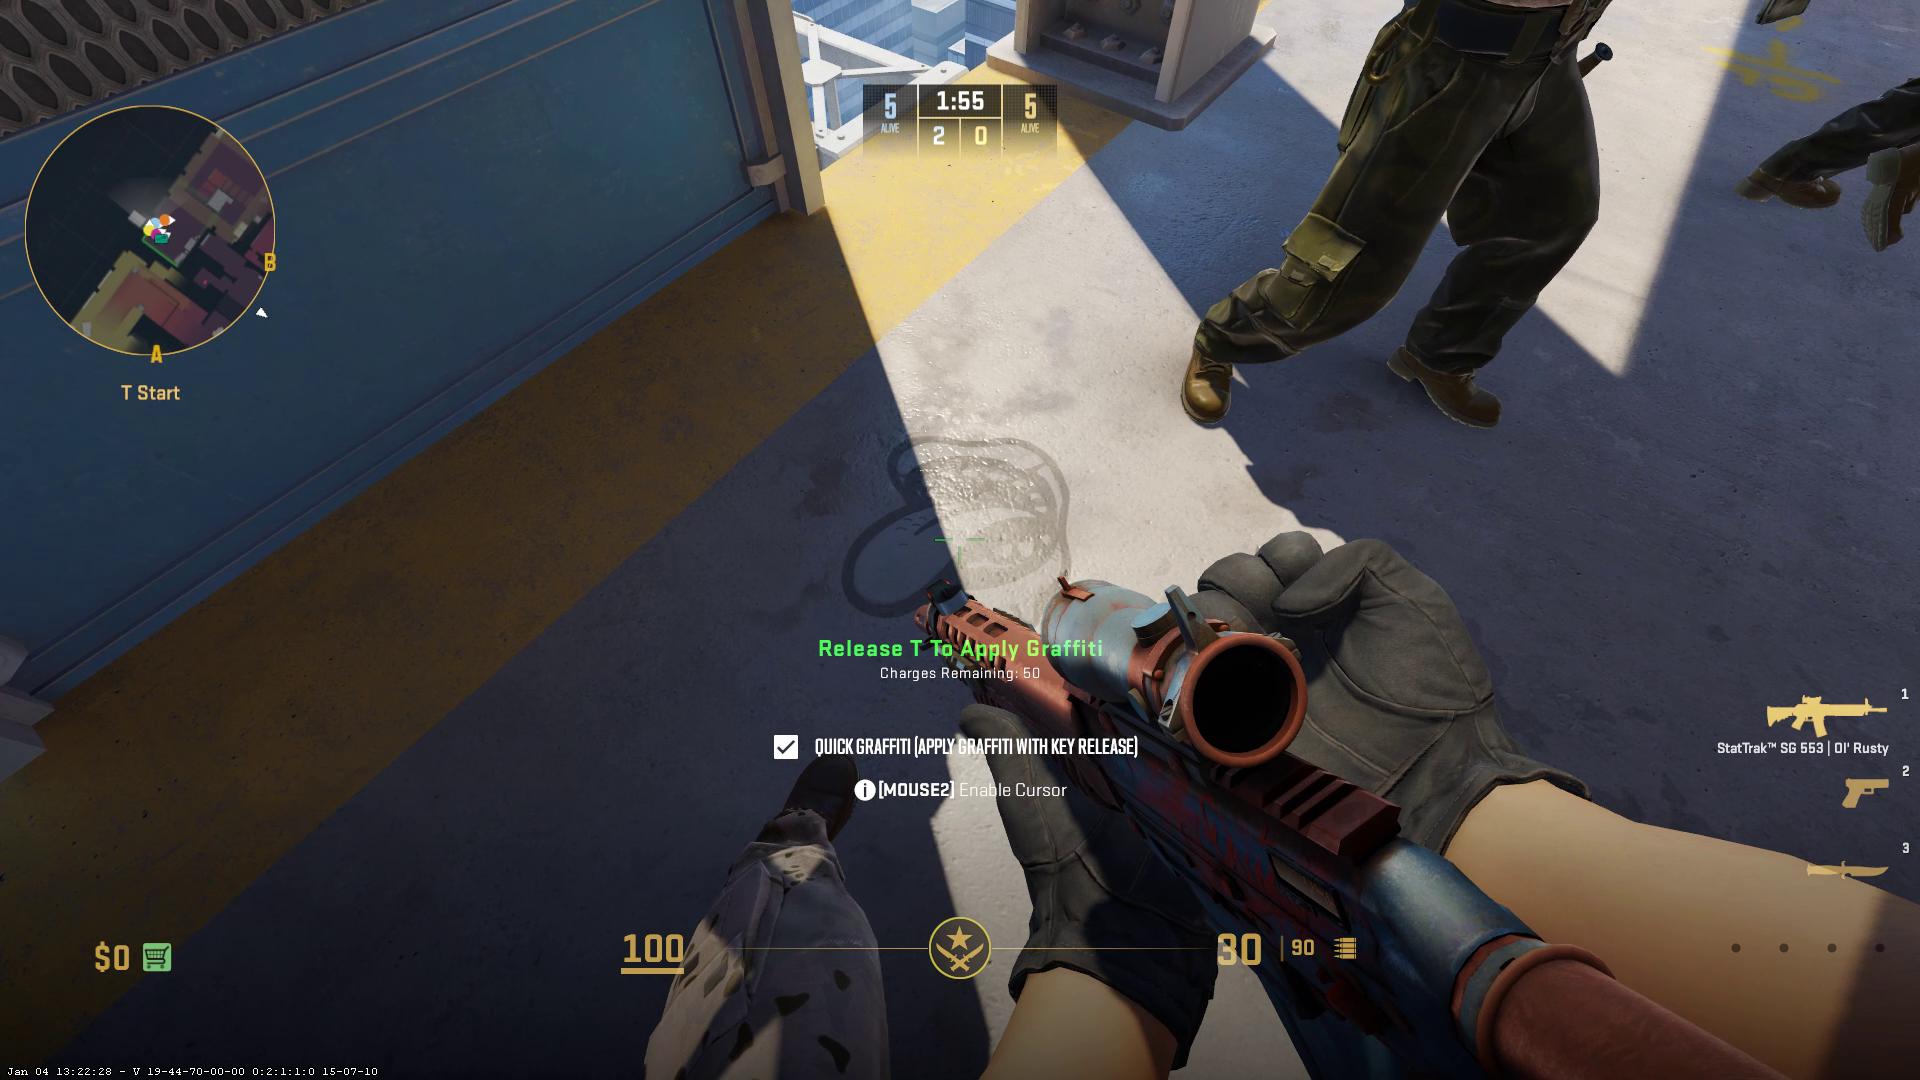 5
ALIVE
1:55
2
0
5
ALIVE
B
A
T Start
Release T To Apply Graffiti
Charges Remaining: 50
QUICK GRAFFITI (APPLY GRAFFITI WITH KEY RELEASE)
[MOUSE2] Enable Cursor
1
StatTrak™ SG 553 | Ol' Rusty
2
3
$0
100
30
90
Jan 04 13:22:28 - V 19-44-70-00-00 0:2:1:1:0 15-07-10